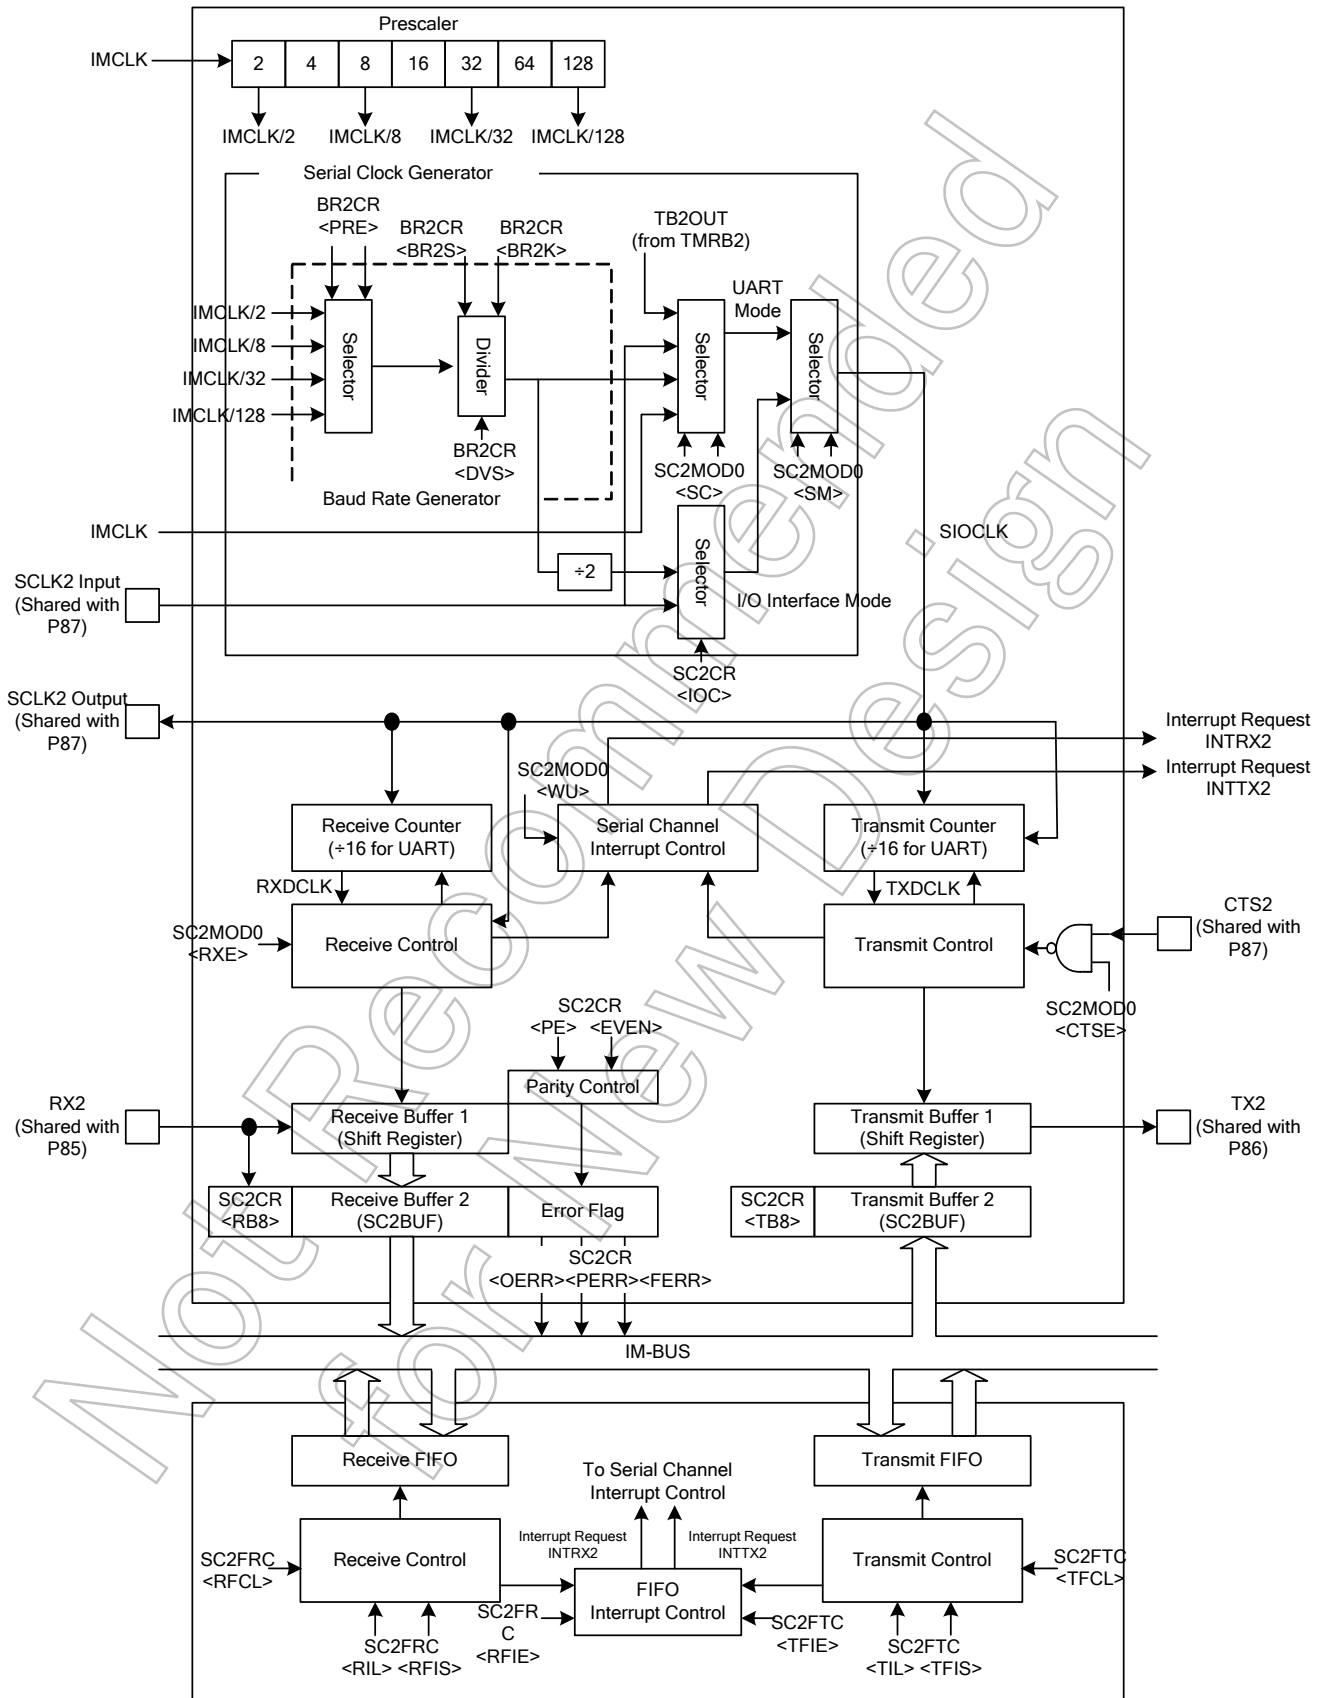 Prescaler
IMCLK
2 4 8 16 32 64 128
IMCLK/2 IMCLK/8 IMCLK/32 IMCLK/128
Serial Clock Generator
BR2CR
<PRE>
BR2CR
<BR2S>
BR2CR
<BR2K>
TB2OUT
(from TMRB2)
UART
Mode
IMCLK/2
IMCLK/8
IMCLK/32
IMCLK/128
Selector
Divider
Selector
Selector
BR2CR
<DVS>
Baud Rate Generator
SC2MOD0
<SC>
SC2MOD0
<SM>
IMCLK
SIOCLK
÷2
Selector
I/O Interface Mode
SCLK2 Input
(Shared with
P87)
SC2CR
<IOC>
SCLK2 Output
(Shared with
P87)
Interrupt Request
INTRX2
Interrupt Request
INTTX2
SC2MOD0
<WU>
Receive Counter
(÷16 for UART)
Serial Channel
Interrupt Control
Transmit Counter
(÷16 for UART)
RXDCLK
TXDCLK
SC2MOD0
<RXE>
Receive Control
Transmit Control
CTS2
(Shared with
P87)
SC2MOD0
<CTSE>
SC2CR
<PE> <EVEN>
Parity Control
RX2
(Shared with
P85)
Receive Buffer 1
(Shift Register)
Transmit Buffer 1
(Shift Register)
TX2
(Shared with
P86)
SC2CR
<RB8>
Receive Buffer 2
(SC2BUF)
Error Flag
SC2CR
<TB8>
Transmit Buffer 2
(SC2BUF)
SC2CR
<OERR> <PERR> <FERR>
IM-BUS
Receive FIFO
Transmit FIFO
To Serial Channel
Interrupt Control
Interrupt Request
INTRX2
Interrupt Request
INTTX2
SC2FRC
<RFCL>
Receive Control
FIFO
Interrupt Control
Transmit Control
SC2FTC
<TFCL>
SC2FR
C
<RFIE>
SC2FTC
<TFIE>
SC2FRC
<RIL> <RFIS>
SC2FTC
<TIL> <TFIS>
Not Recommended
for New Design